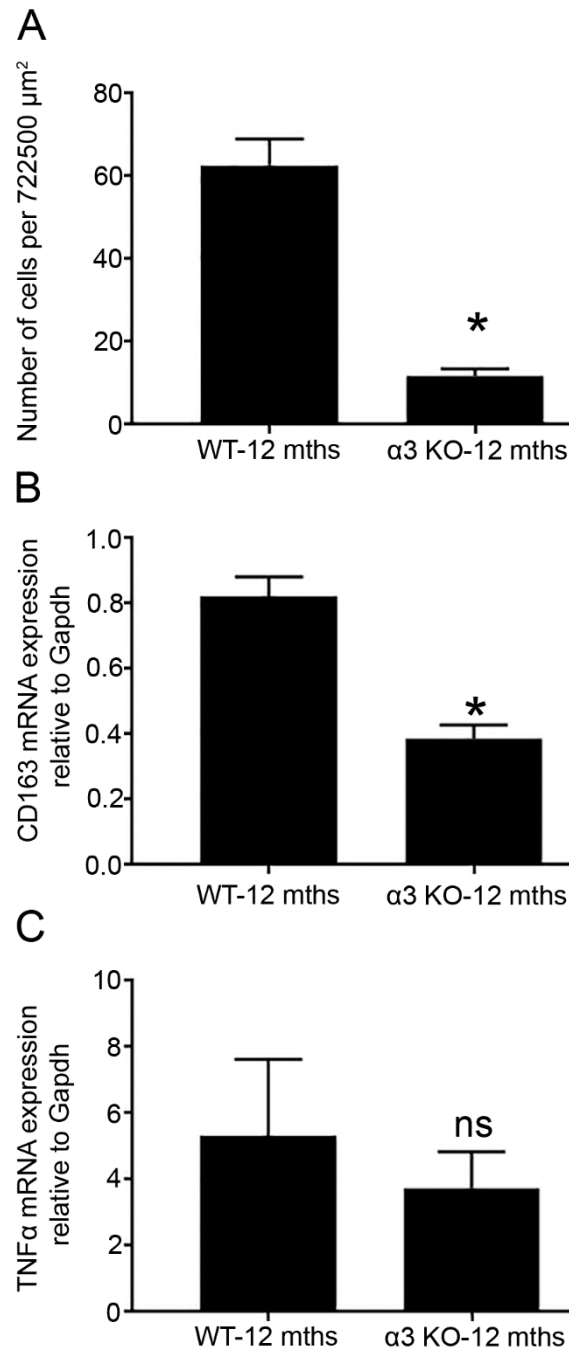 A
Number of cells per 722500 µm²
80
60
40
20
0
*
WT-12 mths
α3 KO-12 mths
B
CD163 mRNA expression
relative to Gapdh
1.0
0.8
0.6
0.4
0.2
0.0
*
WT-12 mths
α3 KO-12 mths
C
TNFα mRNA expression
relative to Gapdh
10
8
6
4
2
0
ns
WT-12 mths
α3 KO-12 mths